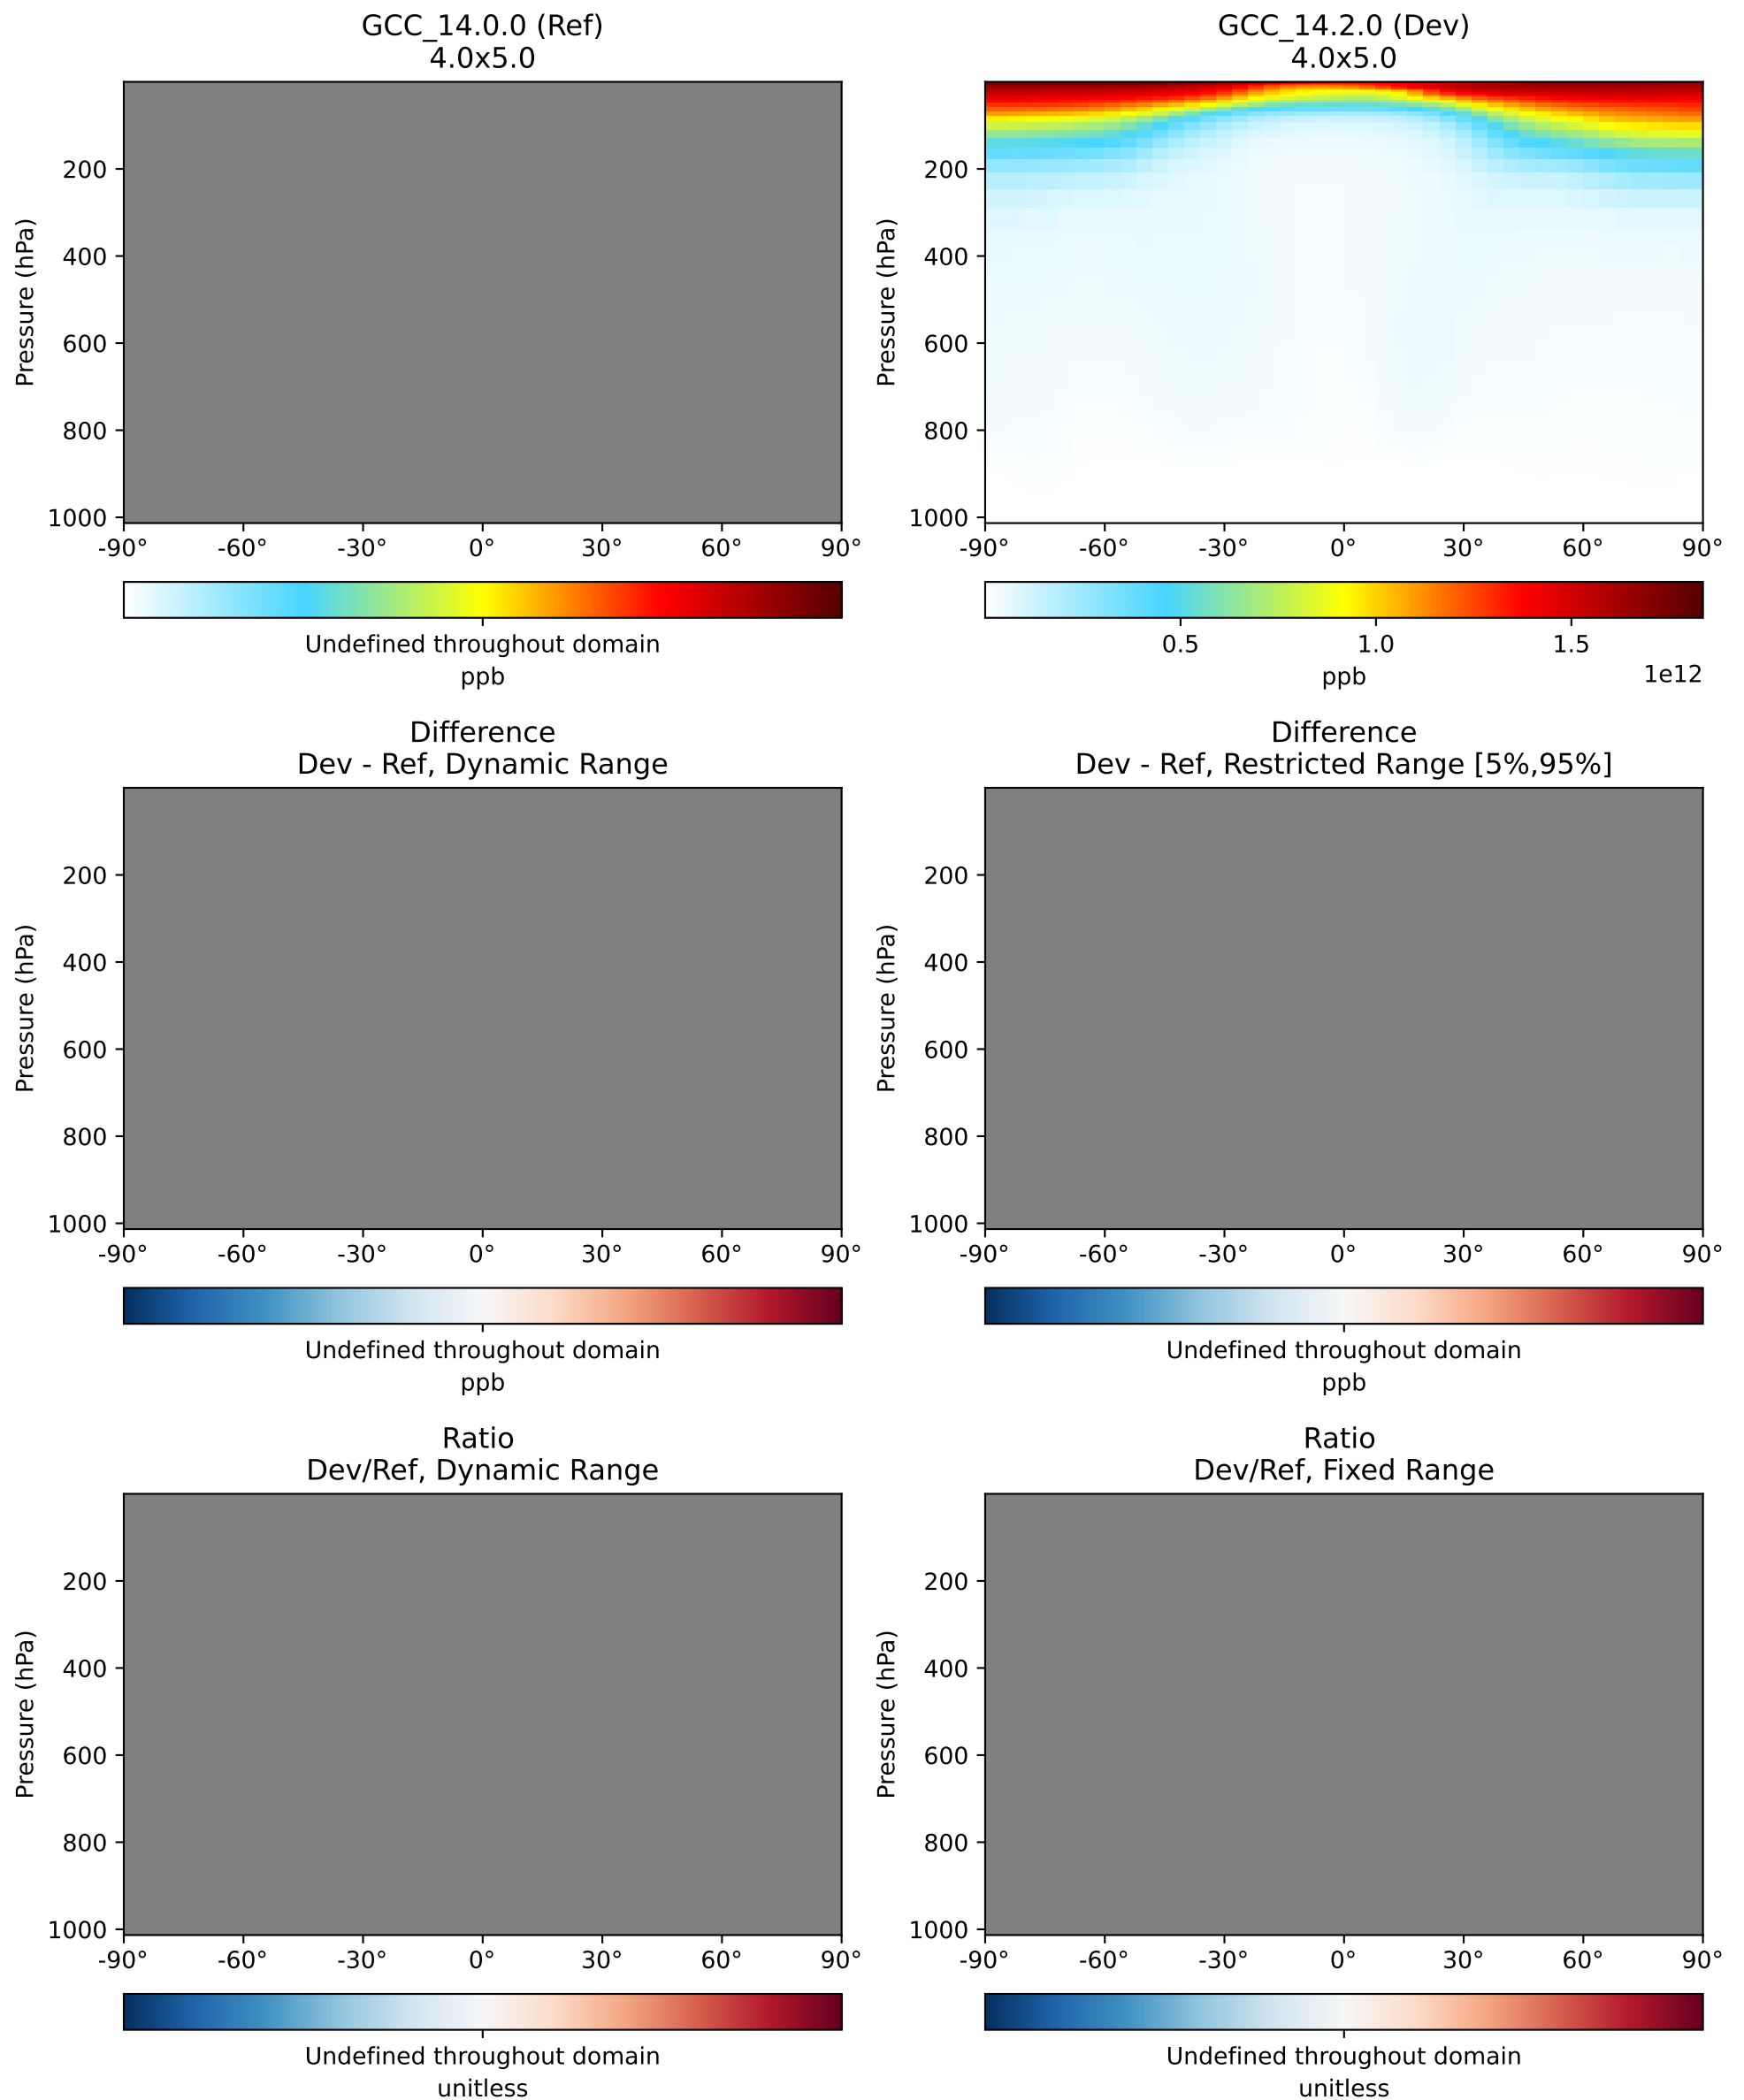 GCC_14.0.0 (Ref)
4.0x5.0
Pressure (hPa)
200
400
600
800
1000
-90° -60° -30° 0° 30° 60° 90°
Undefined throughout domain
ppb
GCC_14.2.0 (Dev)
4.0x5.0
Pressure (hPa)
200
400
600
800
1000
-90° -60° -30° 0° 30° 60° 90°
0.5 1.0 1.5
ppb
1e12
Difference
Dev - Ref, Dynamic Range
Pressure (hPa)
200
400
600
800
1000
-90° -60° -30° 0° 30° 60° 90°
Undefined throughout domain
ppb
Difference
Dev - Ref, Restricted Range [5%,95%]
Pressure (hPa)
200
400
600
800
1000
-90° -60° -30° 0° 30° 60° 90°
Undefined throughout domain
ppb
Ratio
Dev/Ref, Dynamic Range
Pressure (hPa)
200
400
600
800
1000
-90° -60° -30° 0° 30° 60° 90°
Undefined throughout domain
unitless
Ratio
Dev/Ref, Fixed Range
Pressure (hPa)
200
400
600
800
1000
-90° -60° -30° 0° 30° 60° 90°
Undefined throughout domain
unitless